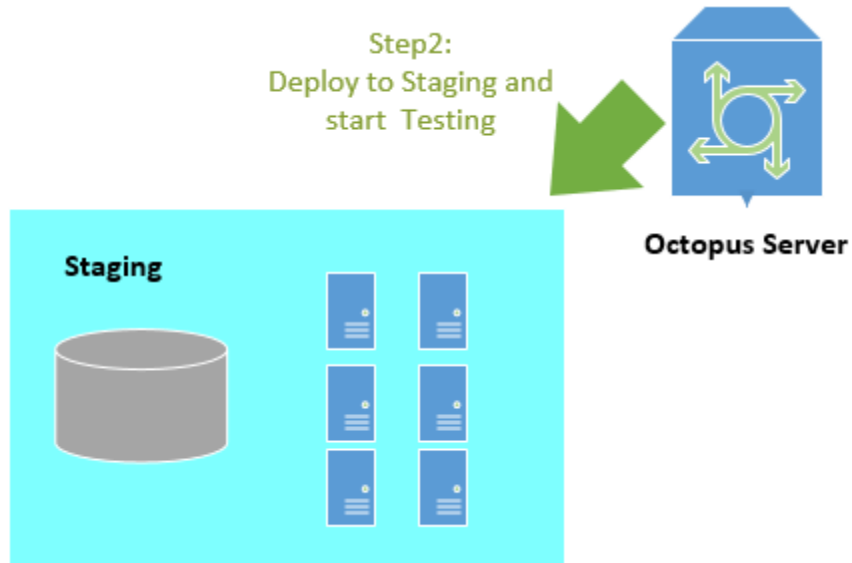 Step2:
Deploy to Staging and
start Testing
Octopus Server
Staging